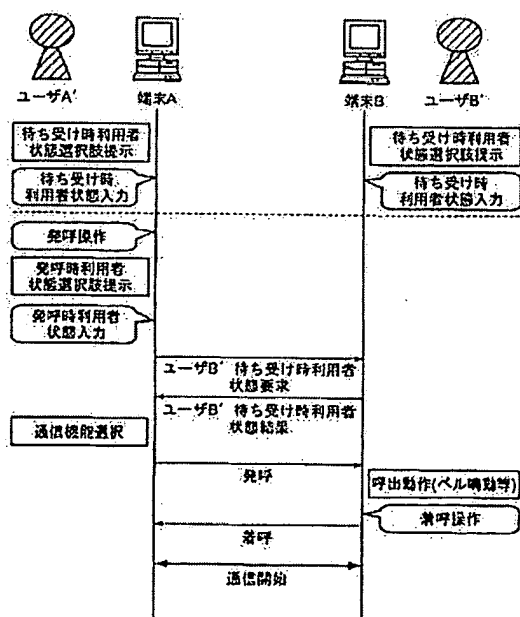 ユーザA' 端末A 端末B ユーザB'
待ち受け時利用者
状態選択肢提示
待ち受け時利用者
状態選択肢提示
待ち受け時
利用者状態入力
待ち受け時
利用者状態入力
発呼操作
発呼時利用者
状態選択肢提示
発呼時利用者
状態入力
ユーザB' 待ち受け時利用者
状態要求
ユーザB' 待ち受け時利用者
状態結果
通信機能選択
発呼
呼出動作(ベル鳴動等)
着呼操作
着呼
通信開始